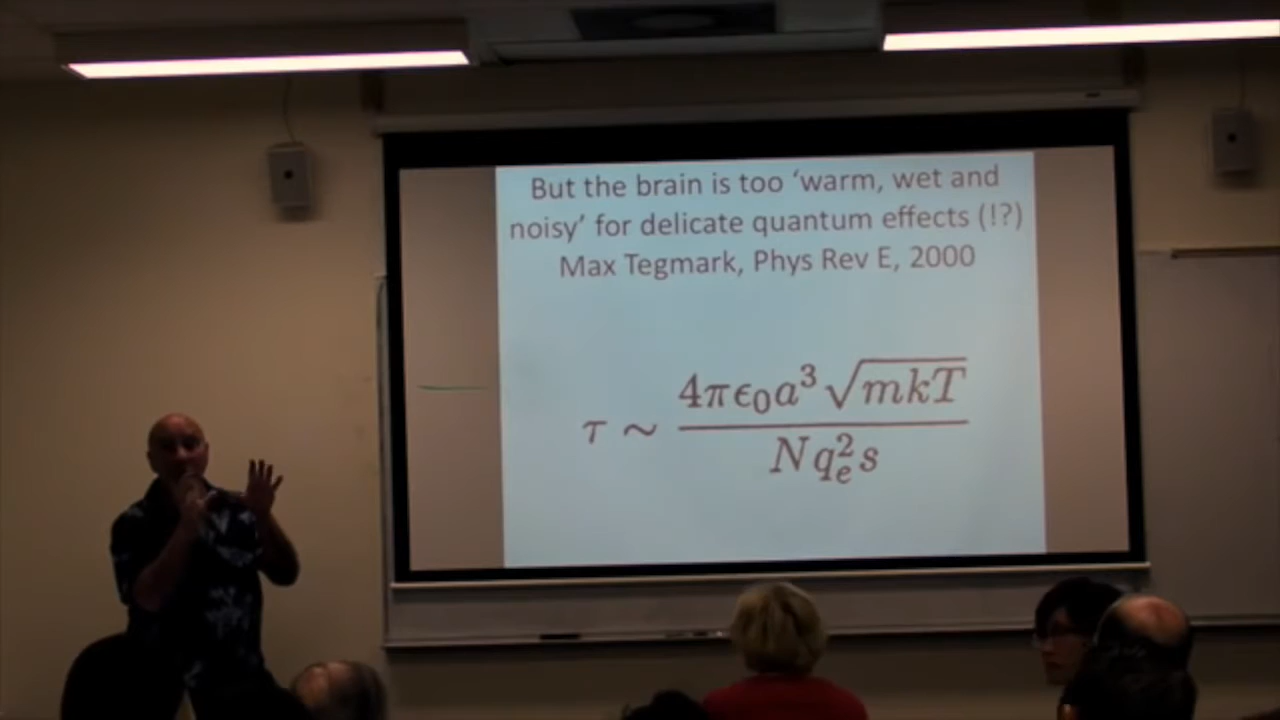 But the brain is too ‘warm, wet and
noisy’ for delicate quantum effects (!?)
Max Tegmark, Phys Rev E, 2000
τ ~ 4πϵ₀a³√mkT / Nqₑ²s